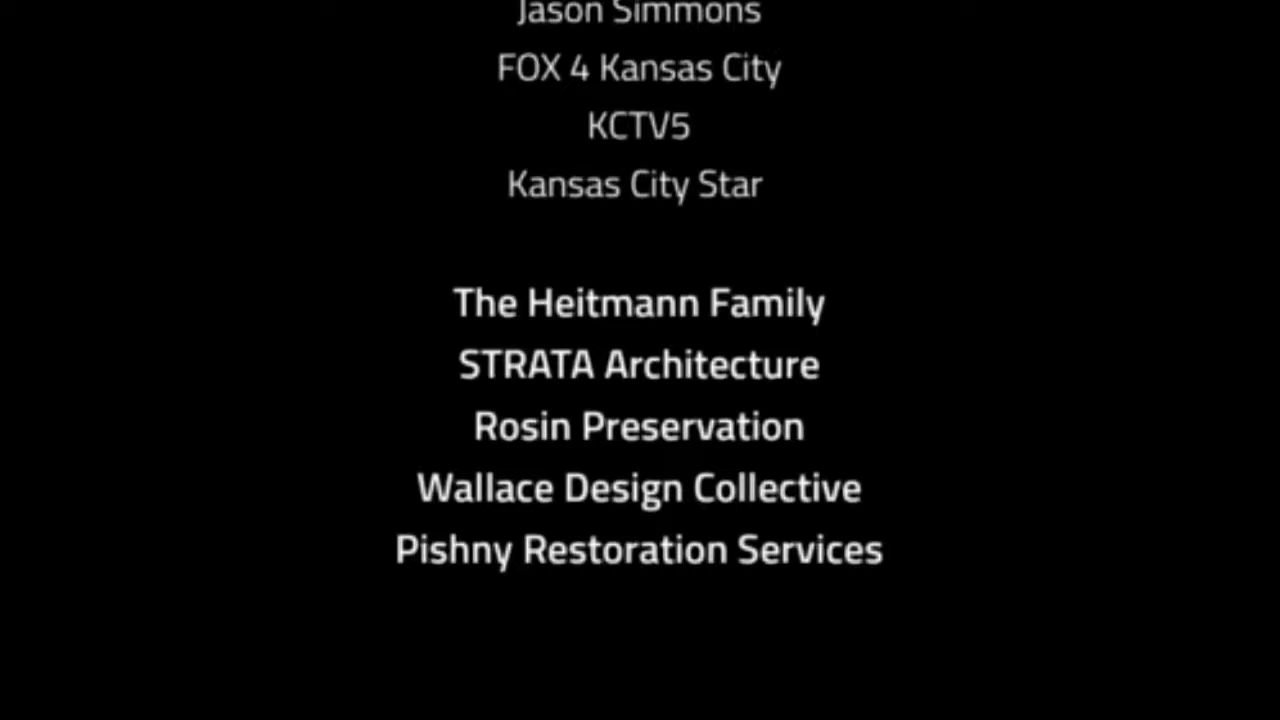 Jason Simmons
FOX 4 Kansas City
KCTV5
Kansas City Star
The Heitmann Family
STRATA Architecture
Rosin Preservation
Wallace Design Collective
Pishny Restoration Services